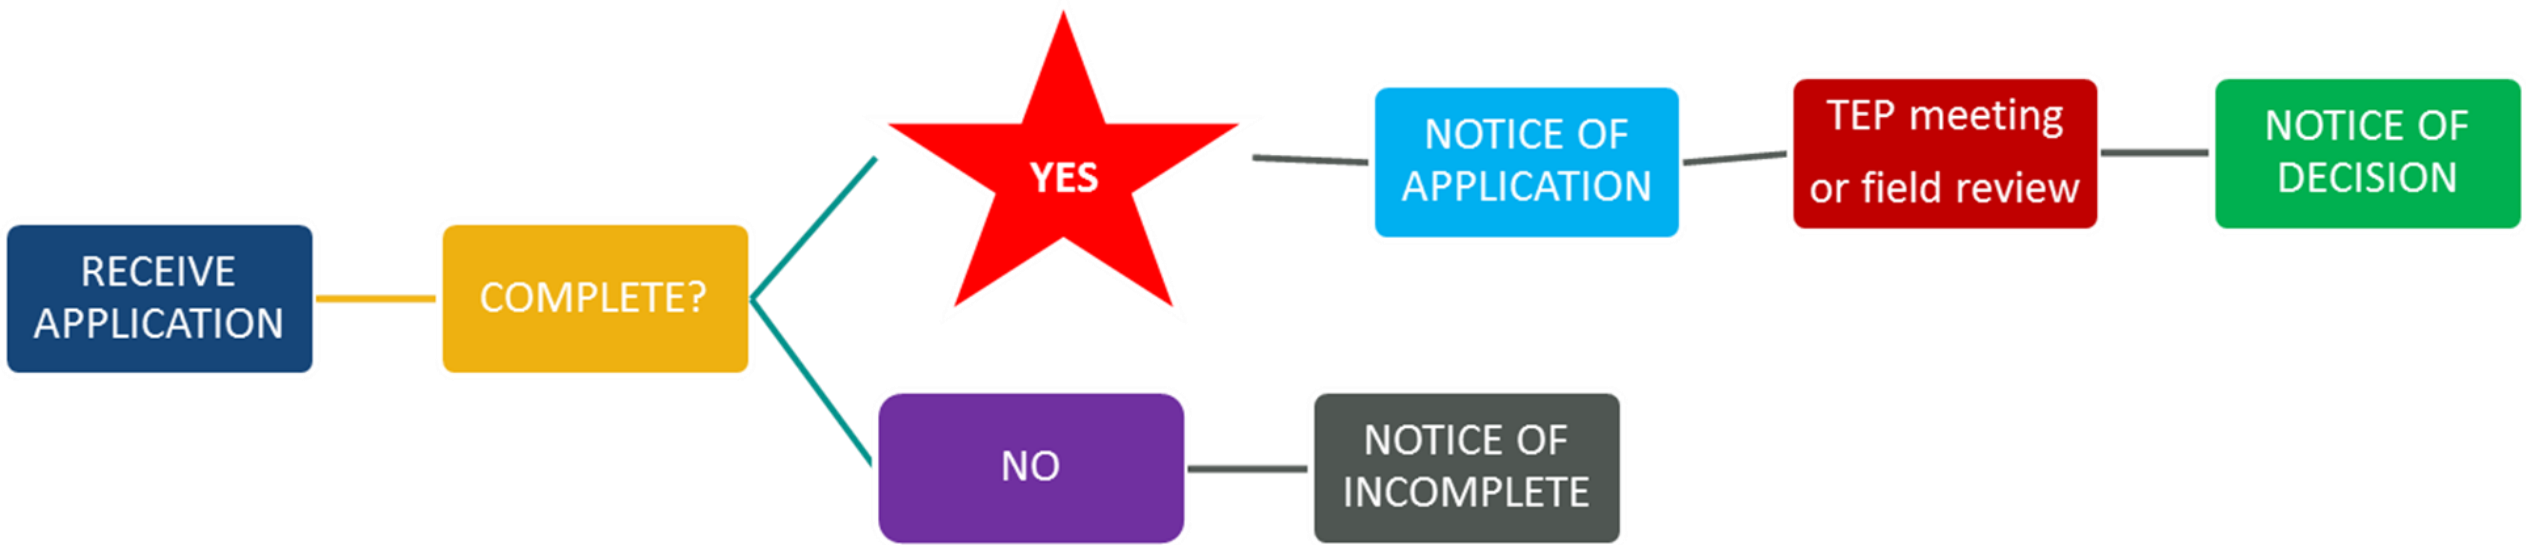 RECEIVE
APPLICATION
COMPLETE?
YES
NOTICE OF
APPLICATION
TEP meeting
or field review
NOTICE OF
DECISION
NO
NOTICE OF
INCOMPLETE